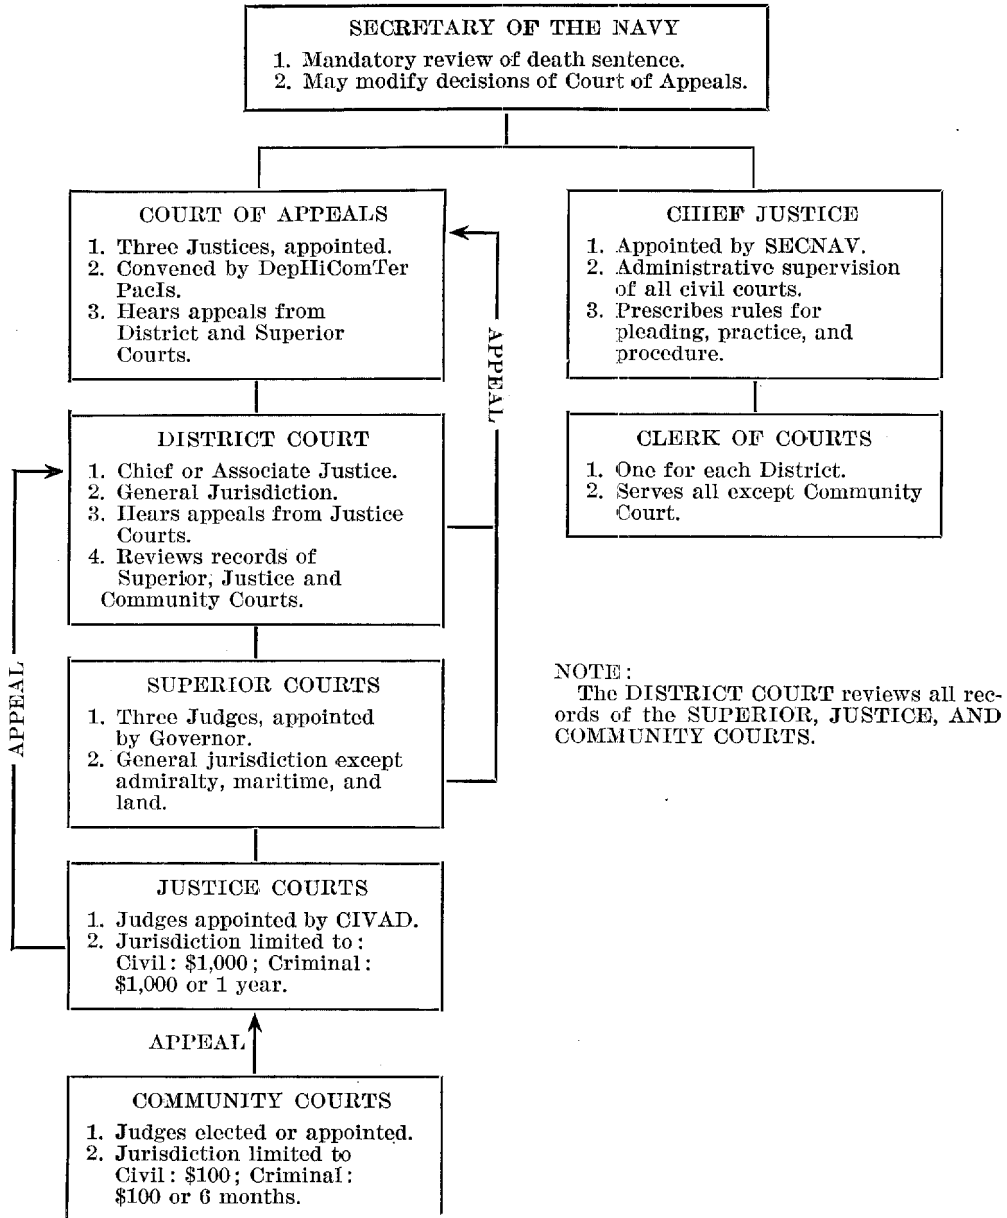 SECRETARY OF THE NAVY
1. Mandatory review of death sentence.
2. May modify decisions of Court of Appeals.
COURT OF APPEALS
1. Three Justices, appointed.
2. Convened by DepHiComTer
PacIs.
3. Hears appeals from
District and Superior
Courts.
CHIEF JUSTICE
1. Appointed by SECNAV.
2. Administrative supervision
of all civil courts.
3. Prescribes rules for
pleading, practice, and
procedure.
APPEAL
DISTRICT COURT
1. Chief or Associate Justice.
2. General Jurisdiction.
3. Hears appeals from Justice
Courts.
4. Reviews records of
Superior, Justice and
Community Courts.
CLERK OF COURTS
1. One for each District.
2. Serves all except Community
Court.
APPEAL
SUPERIOR COURTS
1. Three Judges, appointed
by Governor.
2. General jurisdiction except
admiralty, maritime, and
land.
NOTE:
The DISTRICT COURT reviews all rec-
ords of the SUPERIOR, JUSTICE, AND
COMMUNITY COURTS.
JUSTICE COURTS
1. Judges appointed by CIVAD.
2. Jurisdiction limited to:
Civil: $1,000; Criminal:
$1,000 or 1 year.
APPEAL
COMMUNITY COURTS
1. Judges elected or appointed.
2. Jurisdiction limited to
Civil: $100; Criminal:
$100 or 6 months.